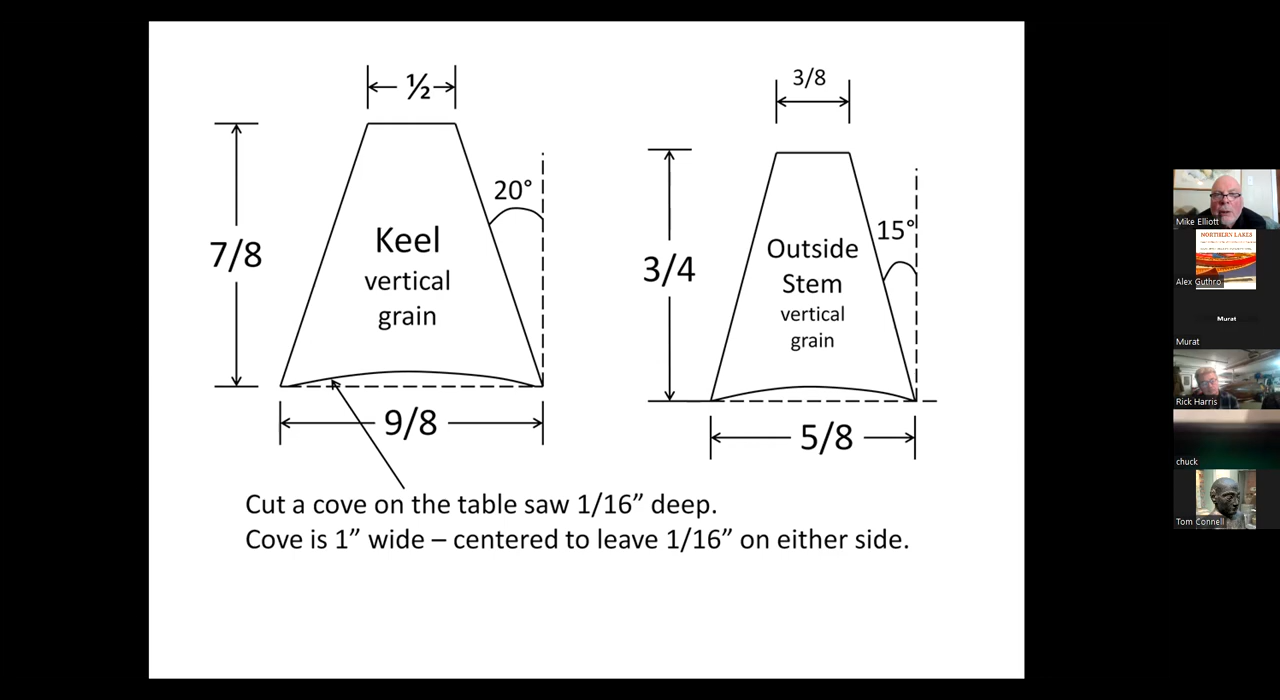 ½
7/8
20°
Keel
vertical
grain
9/8
3/8
3/4
15°
Outside
Stem
vertical
grain
5/8
Cut a cove on the table saw 1/16” deep.
Cove is 1” wide – centered to leave 1/16” on either side.
Mike Elliott
NORTHERN LAKES
Alex Guthro
Murat
Murat
Rick Harris
chuck
Tom Connell